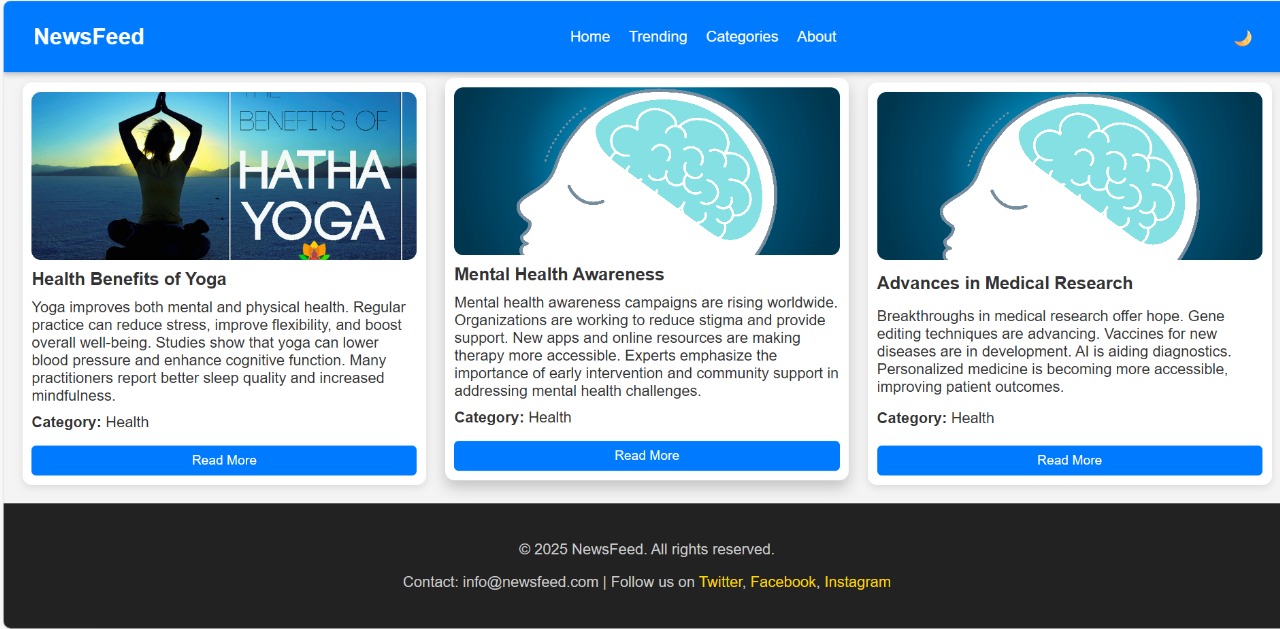 NewsFeed
Home Trending Categories About
THE
BENEFITS OF
HATHA
YOGA
Health Benefits of Yoga
Yoga improves both mental and physical health. Regular
practice can reduce stress, improve flexibility, and boost
overall well-being. Studies show that yoga can lower
blood pressure and enhance cognitive function. Many
practitioners report better sleep quality and increased
mindfulness.
Category: Health
Read More
Mental Health Awareness
Mental health awareness campaigns are rising worldwide.
Organizations are working to reduce stigma and provide
support. New apps and online resources are making
therapy more accessible. Experts emphasize the
importance of early intervention and community support in
addressing mental health challenges.
Category: Health
Read More
Advances in Medical Research
Breakthroughs in medical research offer hope. Gene
editing techniques are advancing. Vaccines for new
diseases are in development. AI is aiding diagnostics.
Personalized medicine is becoming more accessible,
improving patient outcomes.
Category: Health
Read More
© 2025 NewsFeed. All rights reserved.
Contact: info@newsfeed.com | Follow us on Twitter, Facebook, Instagram